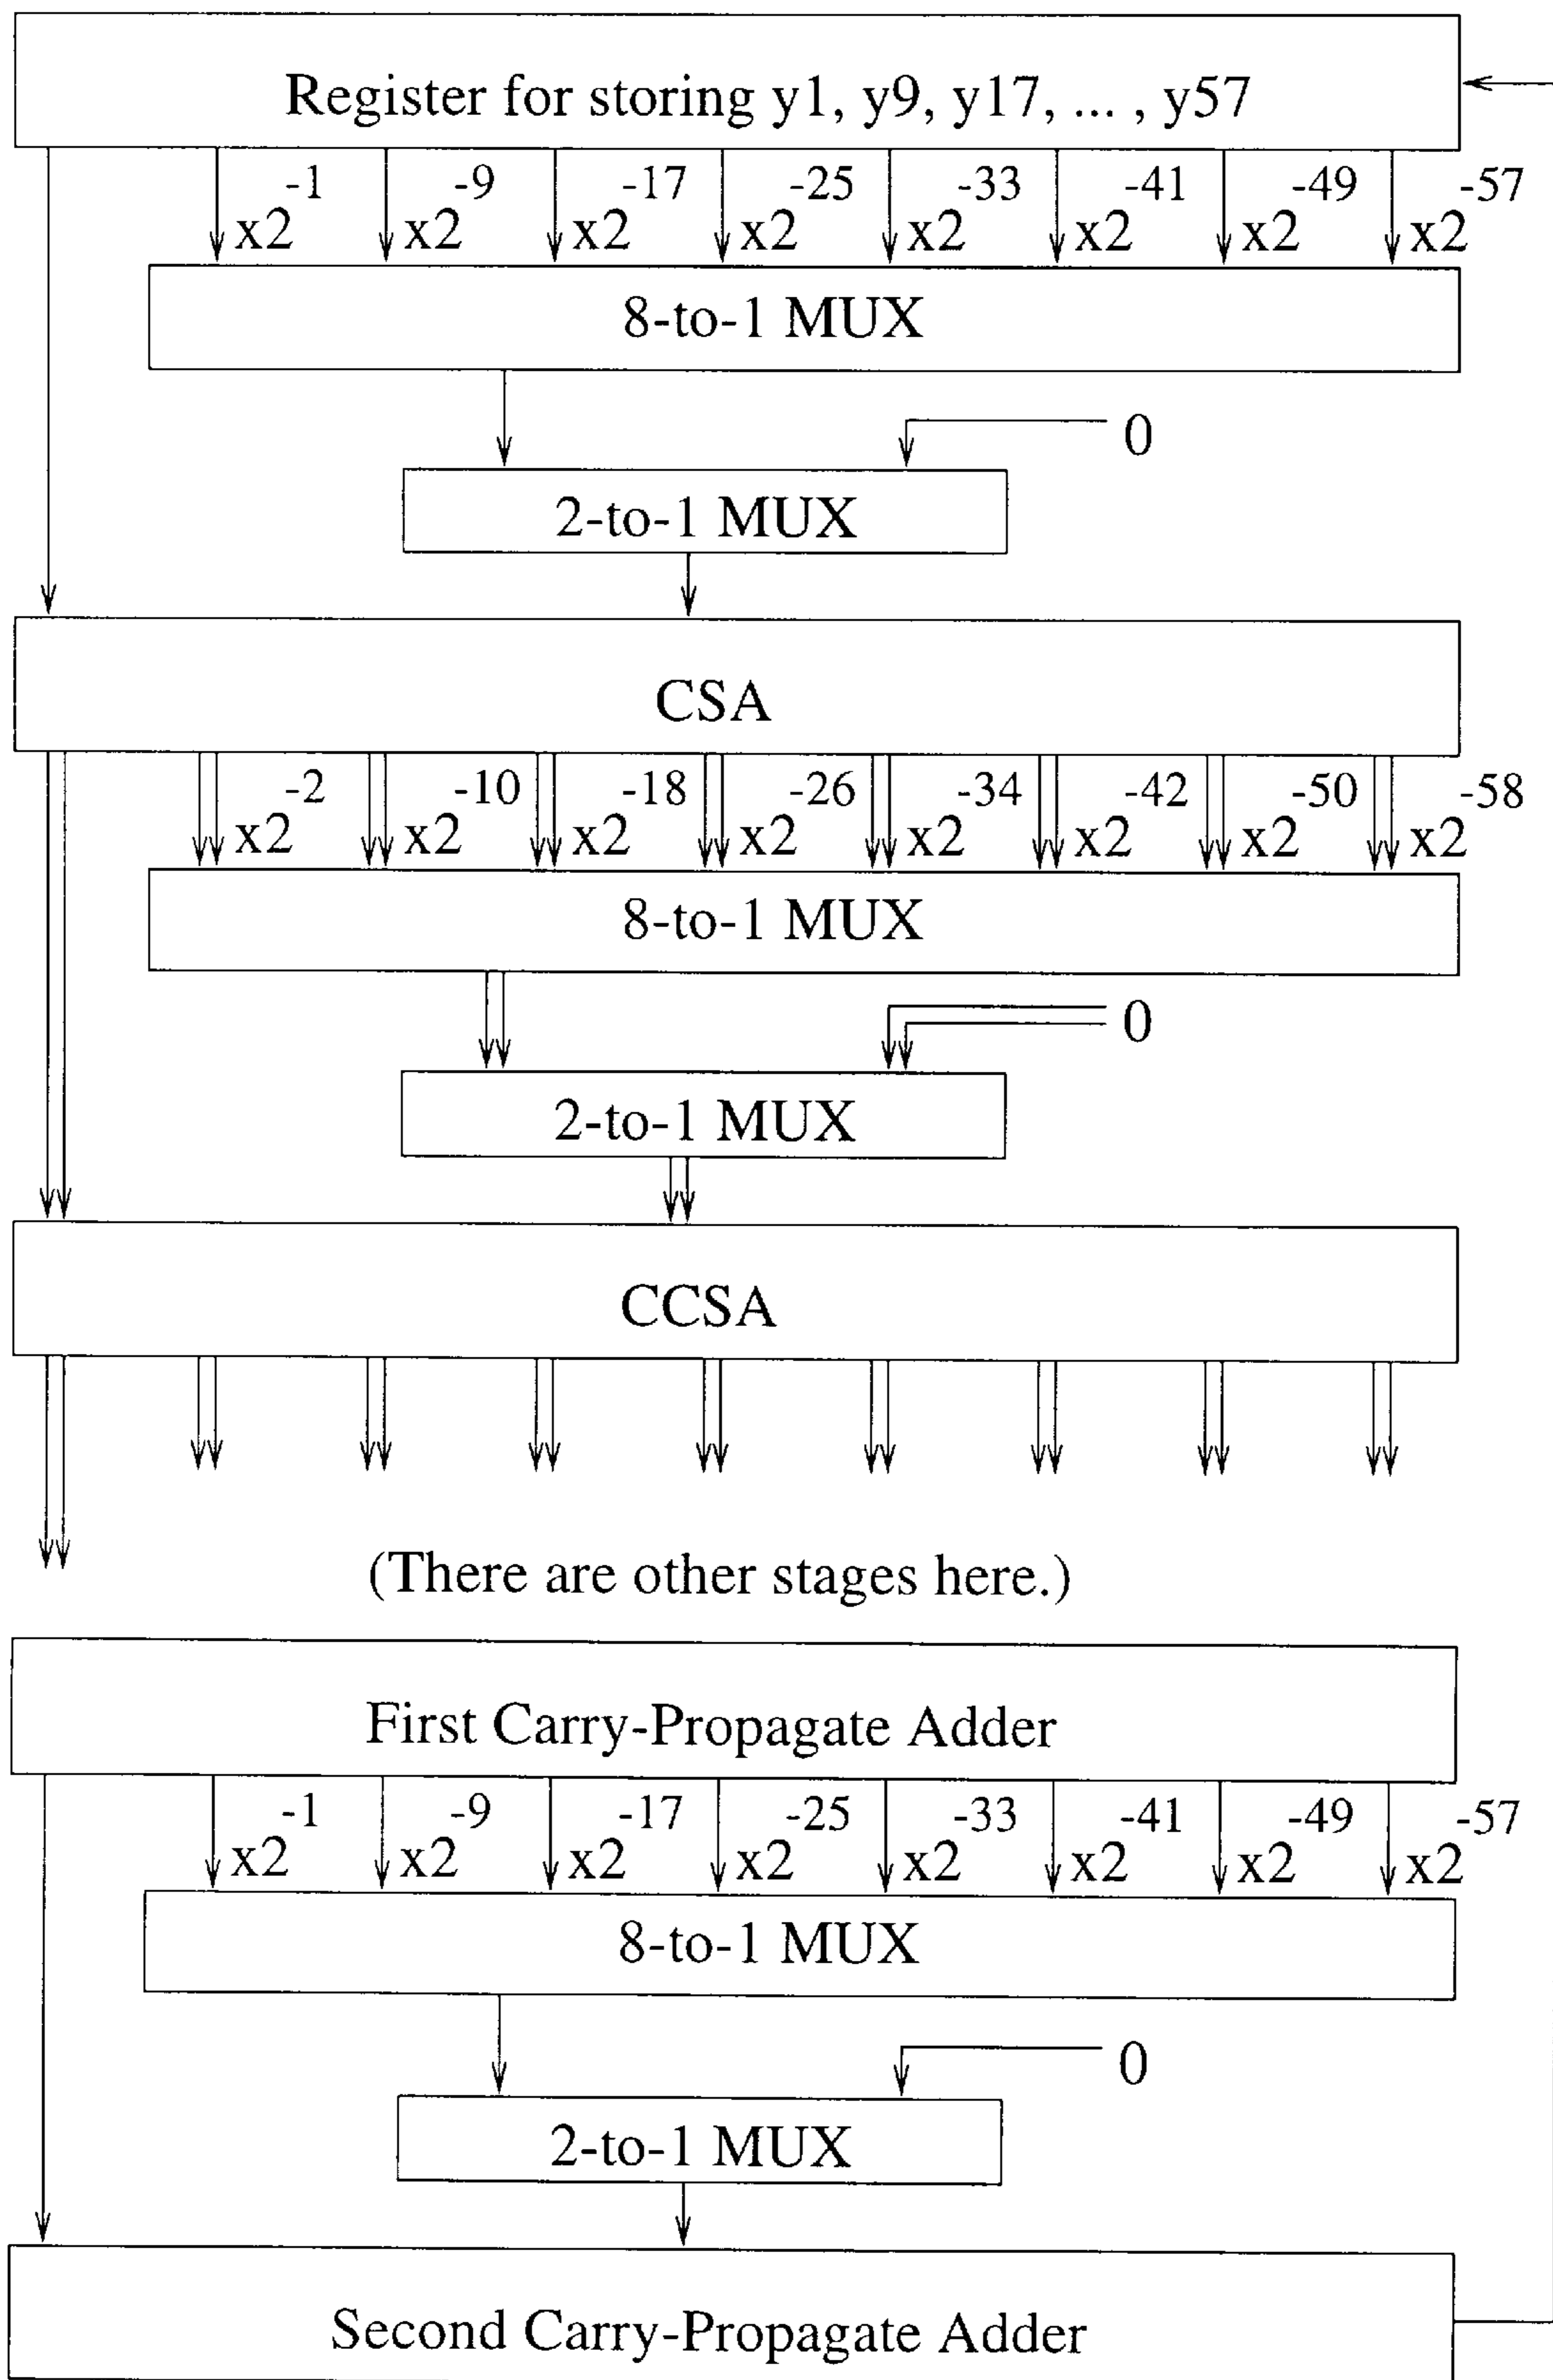 Register for storing y1, y9, y17, ... , y57
x2^-1 x2^-9 x2^-17 x2^-25 x2^-33 x2^-41 x2^-49 x2^-57
8-to-1 MUX
0
2-to-1 MUX
CSA
x2^-2 x2^-10 x2^-18 x2^-26 x2^-34 x2^-42 x2^-50 x2^-58
8-to-1 MUX
0
2-to-1 MUX
CCSA
(There are other stages here.)
First Carry-Propagate Adder
x2^-1 x2^-9 x2^-17 x2^-25 x2^-33 x2^-41 x2^-49 x2^-57
8-to-1 MUX
0
2-to-1 MUX
Second Carry-Propagate Adder